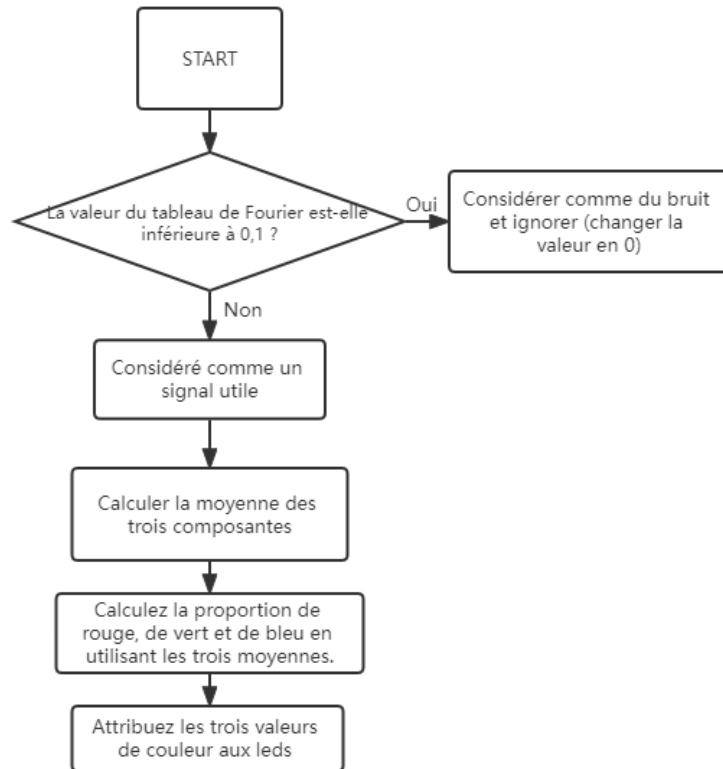 START
La valeur du tableau de Fourier est-elle
inférieure à 0,1 ?
Oui
Considérer comme du bruit
et ignorer (changer la
valeur en 0)
Non
Considéré comme un
signal utile
Calculer la moyenne des
trois composantes
Calculez la proportion de
rouge, de vert et de bleu en
utilisant les trois moyennes.
Attribuez les trois valeurs
de couleur aux leds